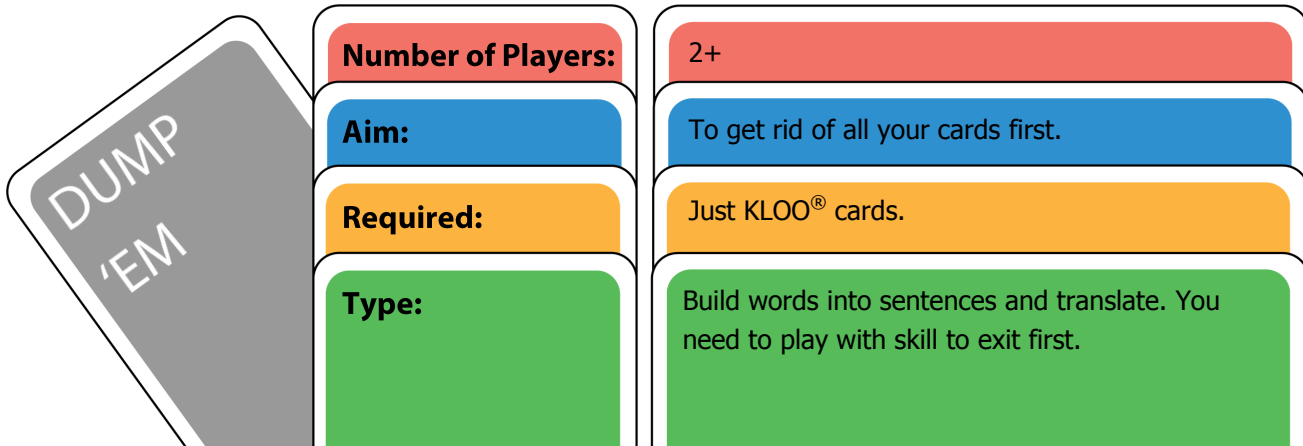 DUMP
‘EM
Number of Players:
2+
Aim:
To get rid of all your cards first.
Required:
Just KLOO® cards.
Type:
Build words into sentences and translate. You
need to play with skill to exit first.